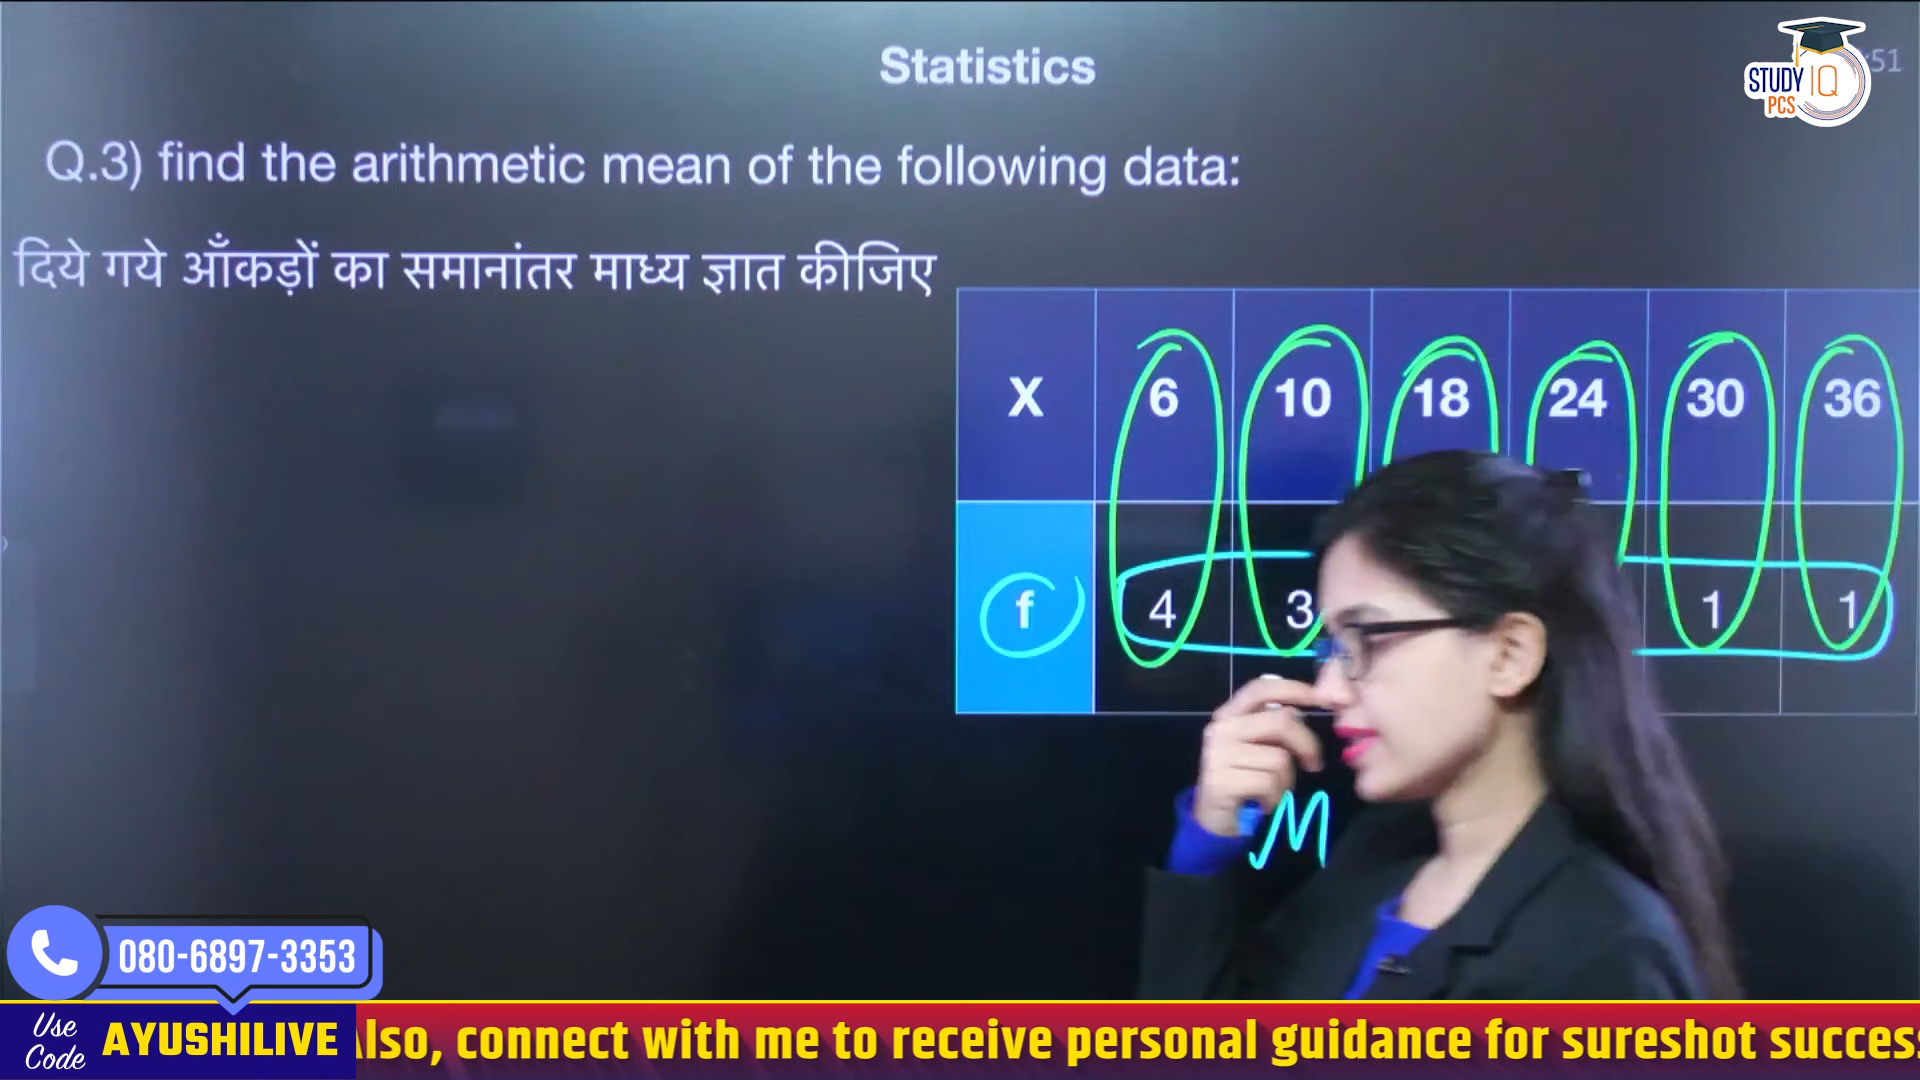 Statistics
:51
STUDY IQ
PCS
Q.3) find the arithmetic mean of the following data:
दिये गये आँकड़ों का समानांतर माध्य ज्ञात कीजिए
X 6 10 18 24 30 36
f 4 3 1 1
M
080-6897-3353
Use Code AYUSHILIVE
Also, connect with me to receive personal guidance for sureshot success